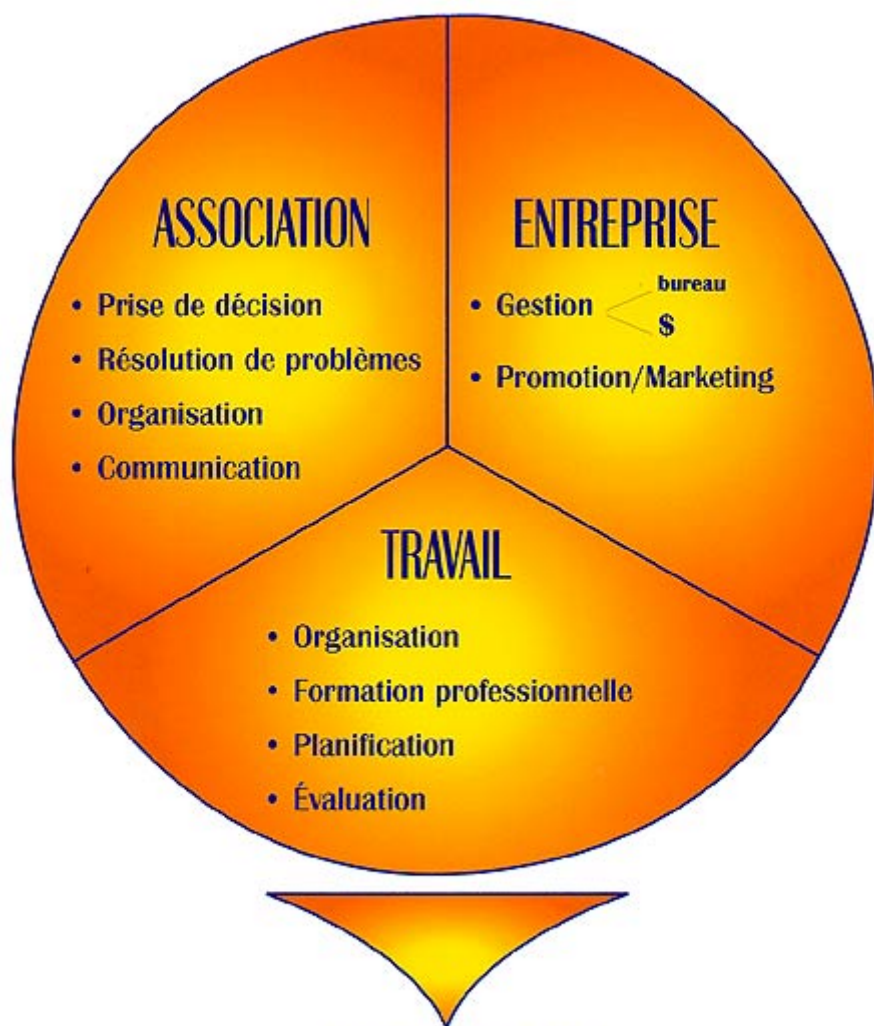 ASSOCIATION
• Prise de décision
• Résolution de problèmes
• Organisation
• Communication
ENTREPRISE
• Gestion
bureau
$
• Promotion/Marketing
TRAVAIL
• Organisation
• Formation professionnelle
• Planification
• Évaluation